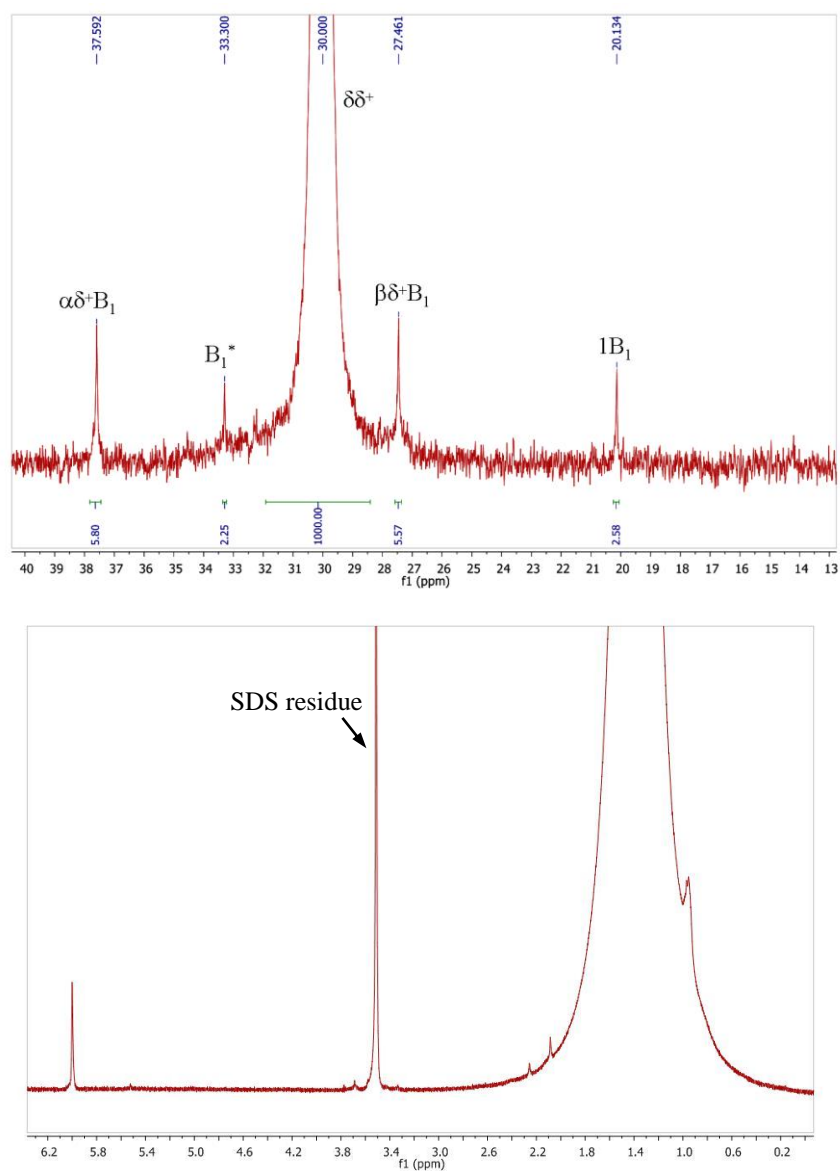 37.592 33.300 30.000 27.461 20.134
δδ⁺
αδ⁺B₁
B₁*
βδ⁺B₁
1B₁
5.80 2.25 1000.00 5.57 2.58
40 39 38 37 36 35 34 33 32 31 30 29 28 27 26 25 24 23 22 21 20 19 18 17 16 15 14 13
f1 (ppm)
SDS residue
6.2 5.8 5.4 5.0 4.6 4.2 3.8 3.4 3.0 2.6 2.2 1.8 1.4 1.0 0.6 0.2
f1 (ppm)